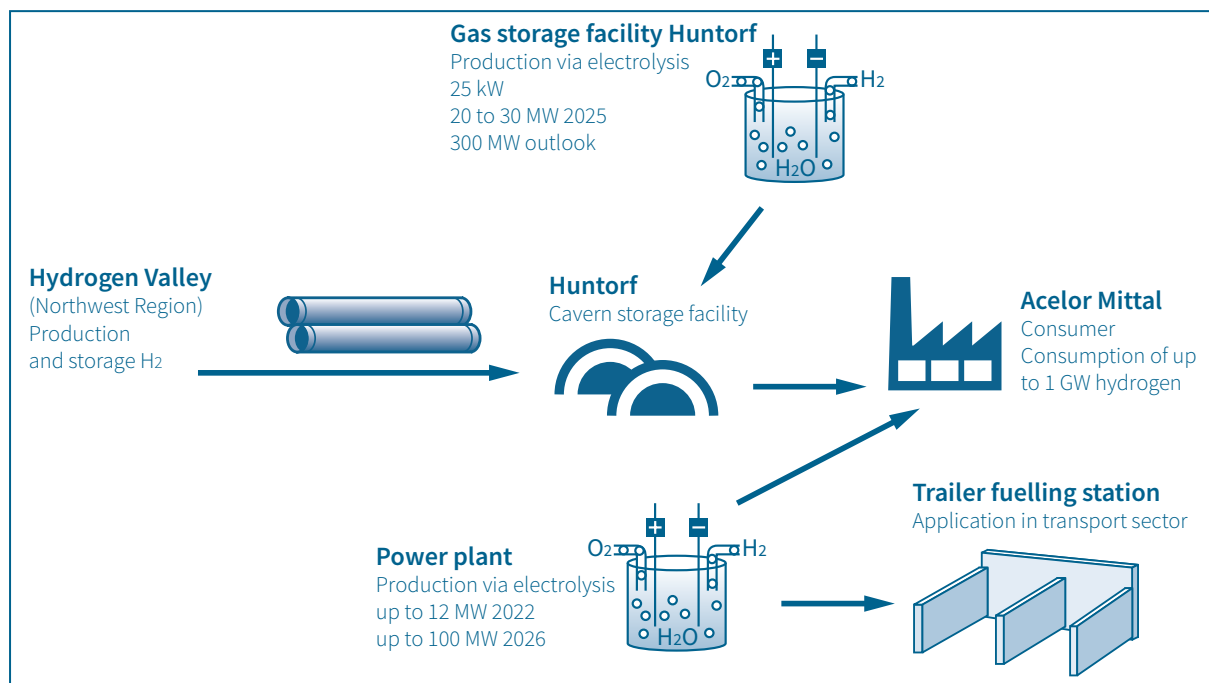 Gas storage facility Huntorf
Production via electrolysis
25 kW
20 to 30 MW 2025
300 MW outlook
+
−
O2
H2
H2O
Hydrogen Valley
(Northwest Region)
Production
and storage H2
Huntorf
Cavern storage facility
Acelor Mittal
Consumer
Consumption of up
to 1 GW hydrogen
Power plant
Production via electrolysis
up to 12 MW 2022
up to 100 MW 2026
+
−
O2
H2
H2O
Trailer fuelling station
Application in transport sector